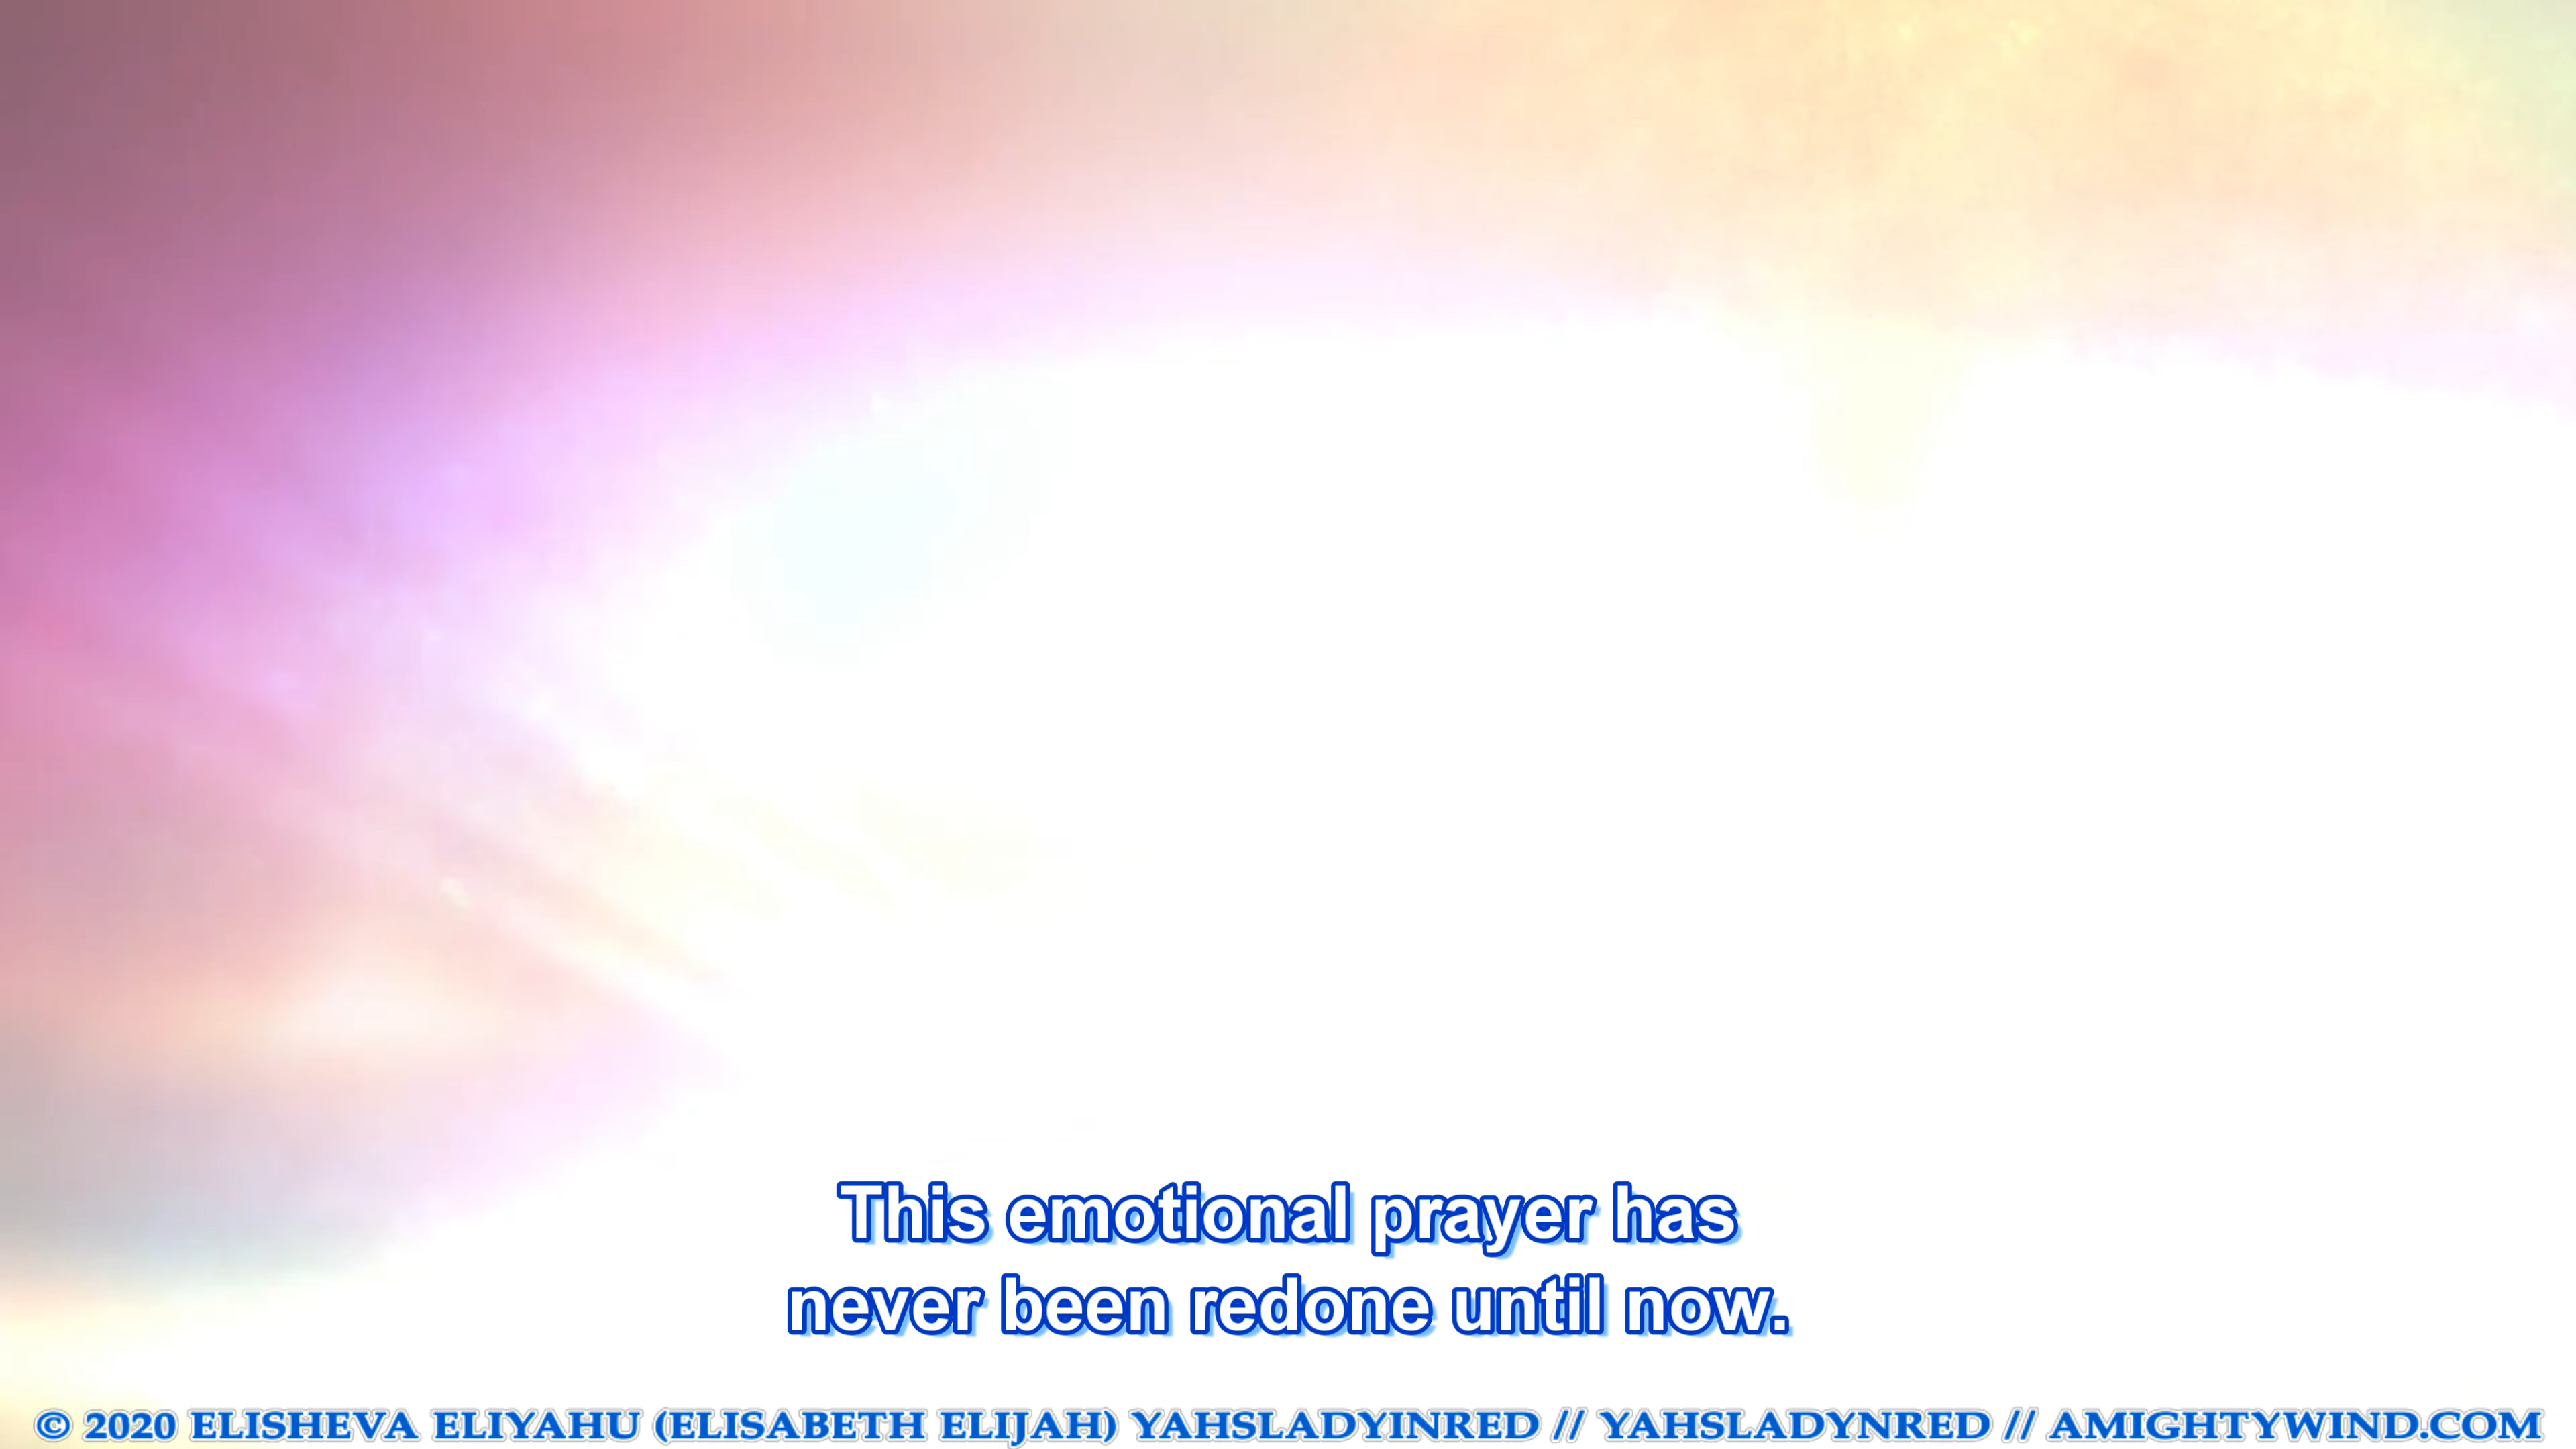 This emotional prayer has
never been redone until now.
© 2020 ELISHEVA ELIYAHU (ELISABETH ELIJAH) YAHSLADYINRED // YAHSLADYNRED // AMIGHTYWIND.COM